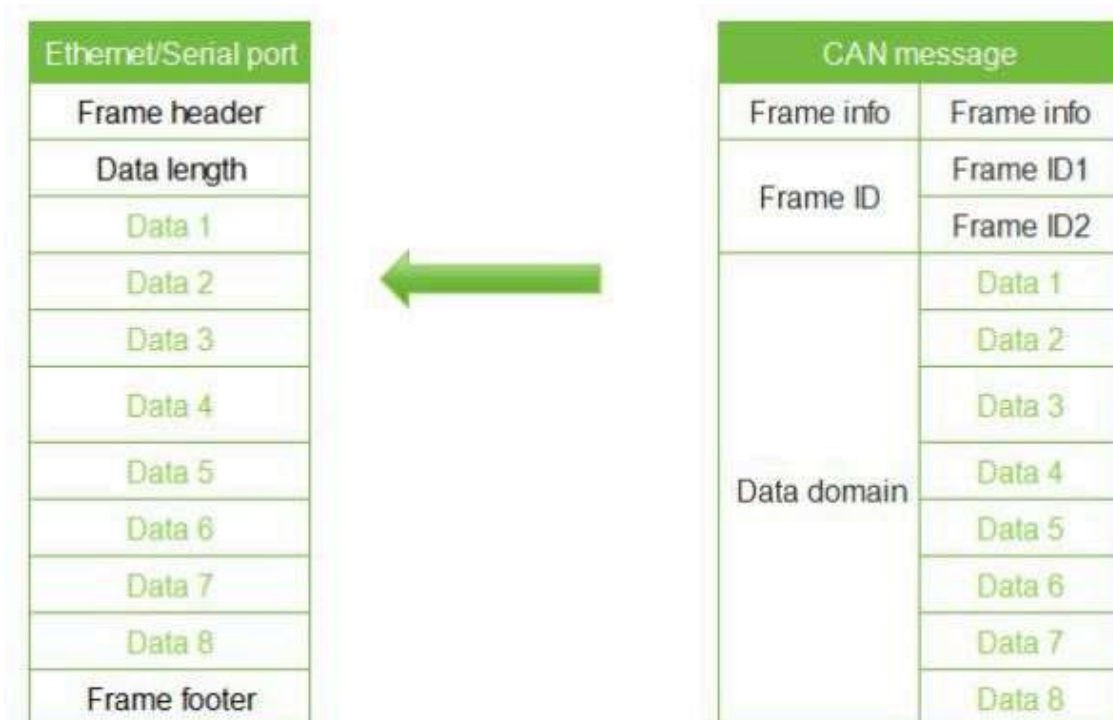 Ethernet/Serial port
Frame header
Data length
Data 1
Data 2
Data 3
Data 4
Data 5
Data 6
Data 7
Data 8
Frame footer
CAN message
Frame info
Frame info
Frame ID
Frame ID1
Frame ID2
Data domain
Data 1
Data 2
Data 3
Data 4
Data 5
Data 6
Data 7
Data 8